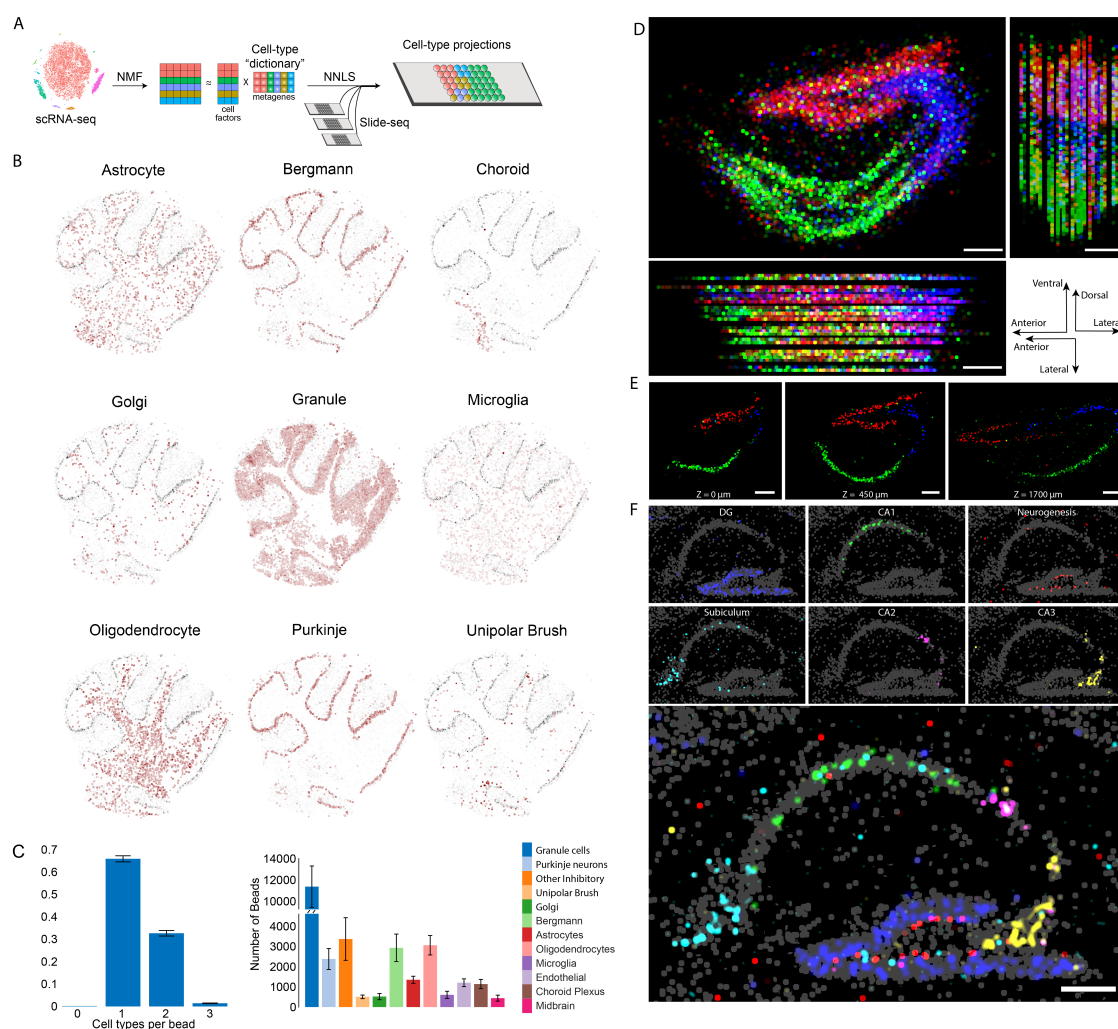 A
scRNA-seq
NMF
≈
cell
factors
X
Cell-type
"dictionary"
metagenes
NNLS
Slide-seq
Cell-type projections
B
Astrocyte
Bergmann
Choroid
Golgi
Granule
Microglia
Oligodendrocyte
Purkinje
Unipolar Brush
C
0.7
0.6
0.5
0.4
0.3
0.2
0.1
0
0
1
2
3
Cell types per bead
Number of Beads
14000
12000
10000
4000
3000
2000
1000
0
Granule cells
Purkinje neurons
Other Inhibitory
Unipolar Brush
Golgi
Bergmann
Astrocytes
Oligodendrocytes
Microglia
Endothelial
Choroid Plexus
Midbrain
D
Ventral
Dorsal
Anterior
Latera
Anterior
Lateral
E
Z = 0 µm
Z = 450 µm
Z = 1700 µm
F
DG
CA1
Neurogenesis
Subiculum
CA2
CA3